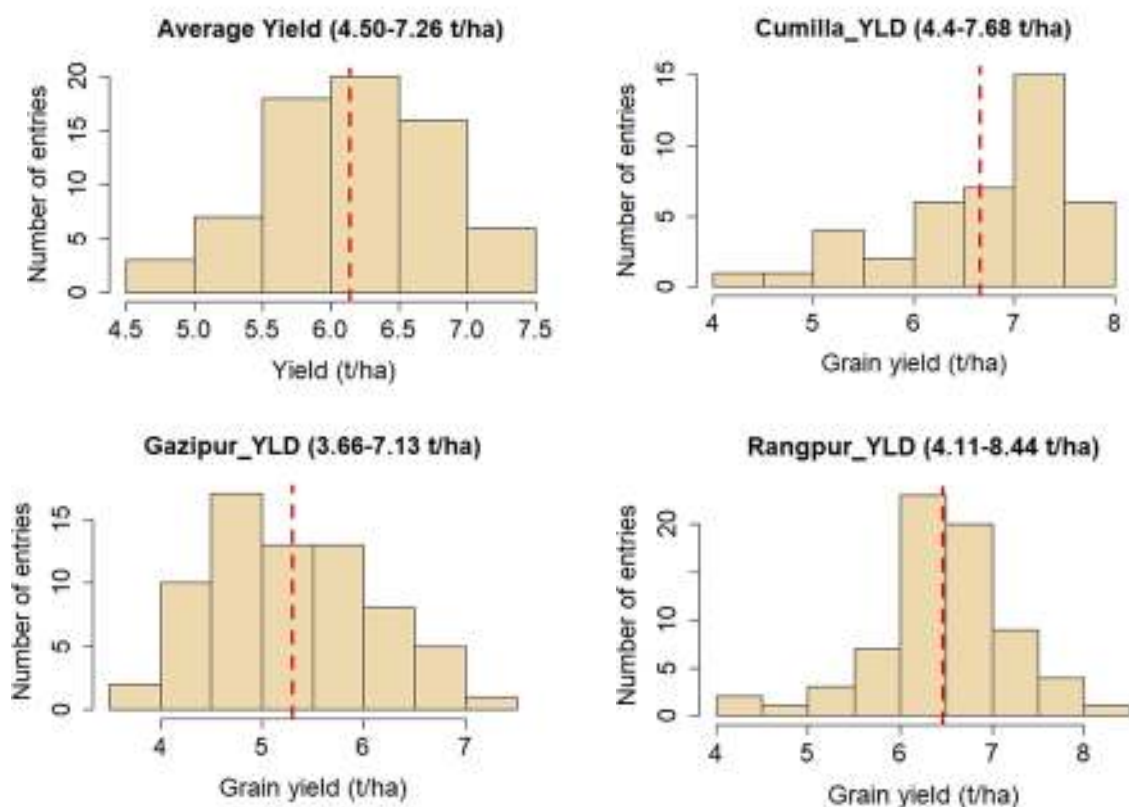 Average Yield (4.50-7.26 t/ha)
Number of entries
20
15
10
5
0
4.5 5.0 5.5 6.0 6.5 7.0 7.5
Yield (t/ha)
Cumilla_YLD (4.4-7.68 t/ha)
Number of entries
15
10
5
0
4 5 6 7 8
Grain yield (t/ha)
Gazipur_YLD (3.66-7.13 t/ha)
Number of entries
15
10
5
0
4 5 6 7
Grain yield (t/ha)
Rangpur_YLD (4.11-8.44 t/ha)
Number of entries
20
10
5
0
4 5 6 7 8
Grain yield (t/ha)